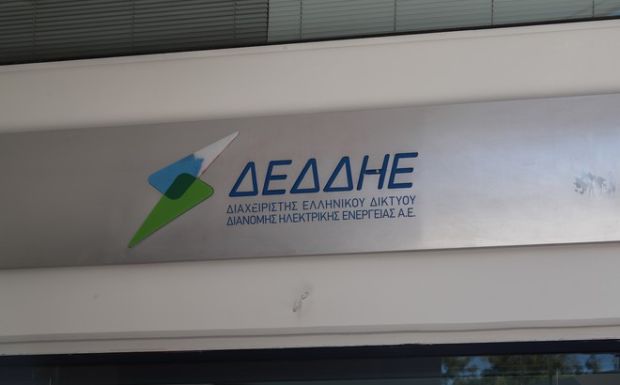 ΔΕΔΔΗΕ
ΔΙΑΧΕΙΡΙΣΤΗΣ ΕΛΛΗΝΙΚΟΥ ΔΙΚΤΥΟΥ
ΔΙΑΝΟΜΗΣ ΗΛΕΚΤΡΙΚΗΣ ΕΝΕΡΓΕΙΑΣ Α.Ε.